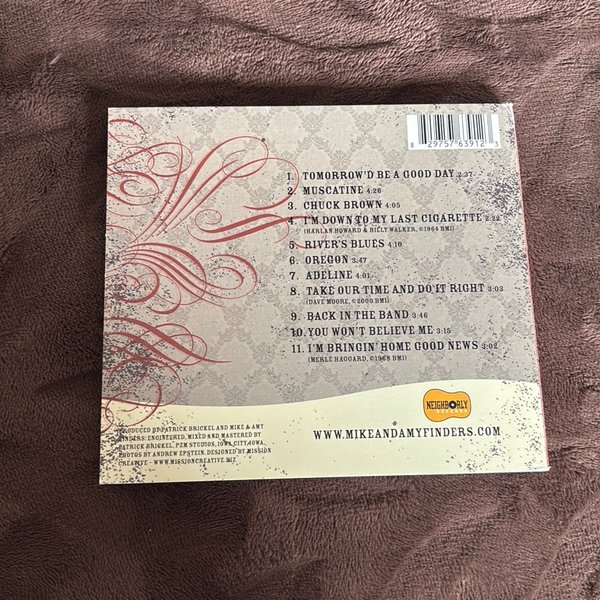 8 29757 63912 3
1. TOMORROW'D BE A GOOD DAY 2:37
2. MUSCATINE 4:26
3. CHUCK BROWN 4:05
4. I'M DOWN TO MY LAST CIGARETTE 2:22
(HARLAN HOWARD & BILLY WALKER, ©1964 BMI)
5. RIVER'S BLUES 4:10
6. OREGON 3:47
7. ADELINE 4:01
8. TAKE OUR TIME AND DO IT RIGHT 3:03
(DAVE MOORE, ©2003 BMI)
9. BACK IN THE BAND 3:46
10. YOU WON'T BELIEVE ME 3:15
11. I'M BRINGIN' HOME GOOD NEWS 3:02
(MERLE HAGGARD, ©1968 BMI)
NEIGHBORLY
RECORDS
WWW.MIKEANDAMYFINDERS.COM
PRODUCED BY PATRICK BRICKEL AND MIKE & AMY
FINDERS; ENGINEERED, MIXED AND MASTERED BY
PATRICK BRICKEL, PZM STUDIOS, IOWA CITY, IOWA.
PHOTOS BY ANDREW EPSTEIN. DESIGNED BY MISSION
CREATIVE - WWW.MISSIONCREATIVE.BIZ